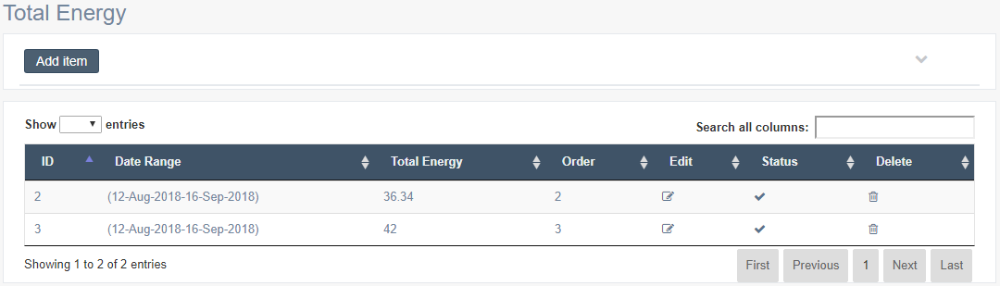 Total Energy
Add item
Show entries
Search all columns:
ID Date Range Total Energy Order Edit Status Delete
2 (12-Aug-2018-16-Sep-2018) 36.34 2
3 (12-Aug-2018-16-Sep-2018) 42 3
Showing 1 to 2 of 2 entries
First Previous 1 Next Last